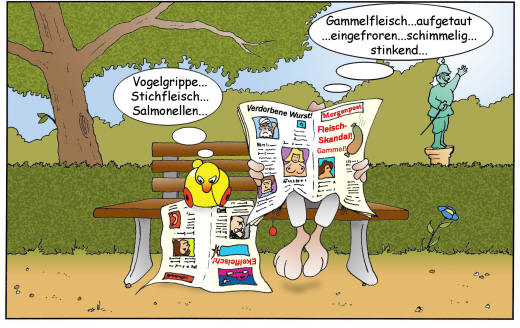 Gammelfleisch...aufgetaut
...eingefroren...schimmelig...
stinkend...
Vogelgrippe...
Stichfleisch...
Salmonellen...
Verdorbene Wurst!
Morgenpost
Fleisch-
Skandal!
Gammel!
Ekelfleisch!